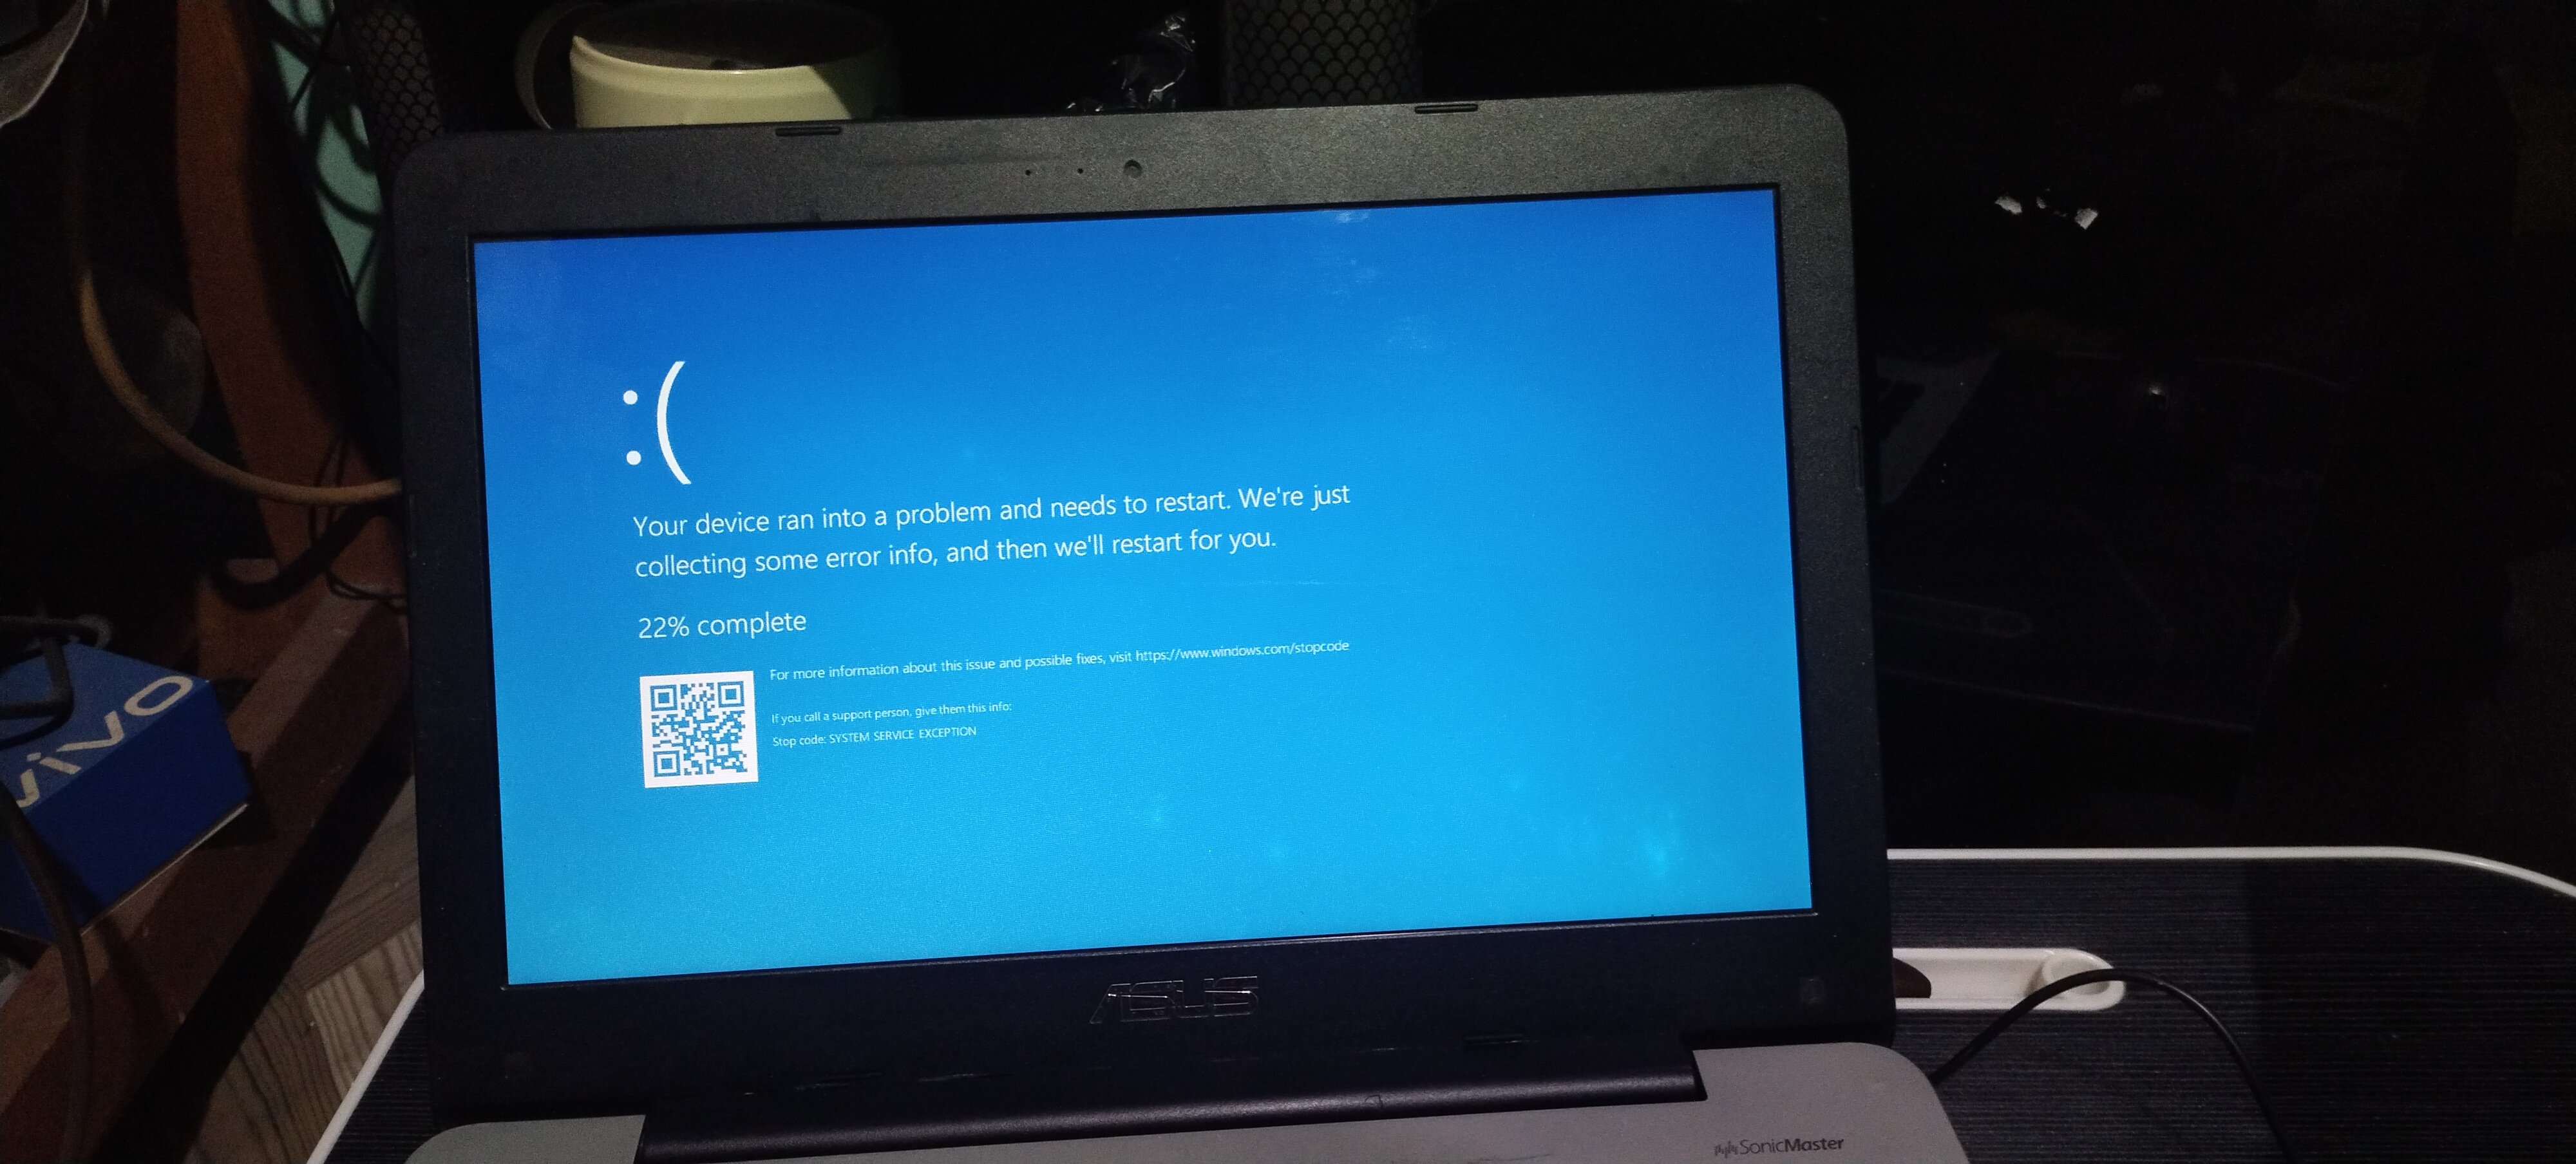 :(
Your device ran into a problem and needs to restart. We're just
collecting some error info, and then we'll restart for you.
22% complete
For more information about this issue and possible fixes, visit https://www.windows.com/stopcode
If you call a support person, give them this info:
Stop code: SYSTEM SERVICE EXCEPTION
vivo
ASUS
SonicMaster